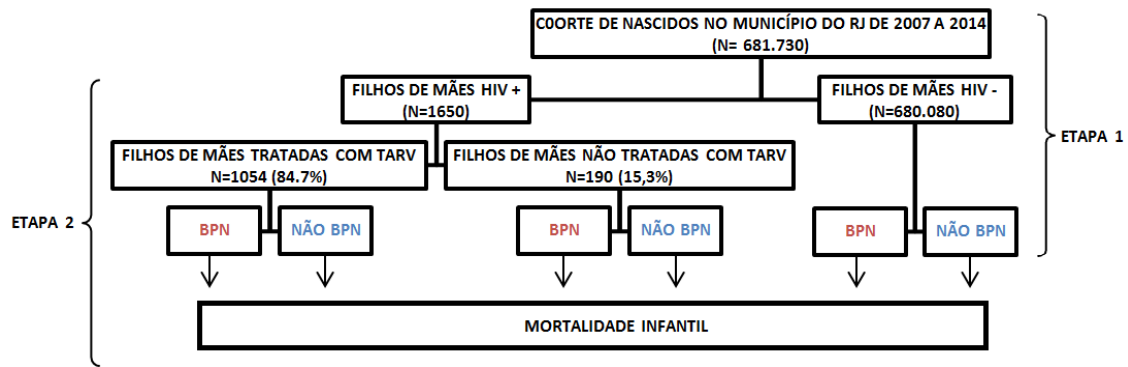 C0ORTE DE NASCIDOS NO MUNICÍPIO DO RJ DE 2007 A 2014
(N= 681.730)
FILHOS DE MÃES HIV +
(N=1650)
FILHOS DE MÃES HIV -
(N=680.080)
ETAPA 1
FILHOS DE MÃES TRATADAS COM TARV
N=1054 (84.7%)
FILHOS DE MÃES NÃO TRATADAS COM TARV
N=190 (15,3%)
ETAPA 2
BPN
NÃO BPN
BPN
NÃO BPN
BPN
NÃO BPN
MORTALIDADE INFANTIL